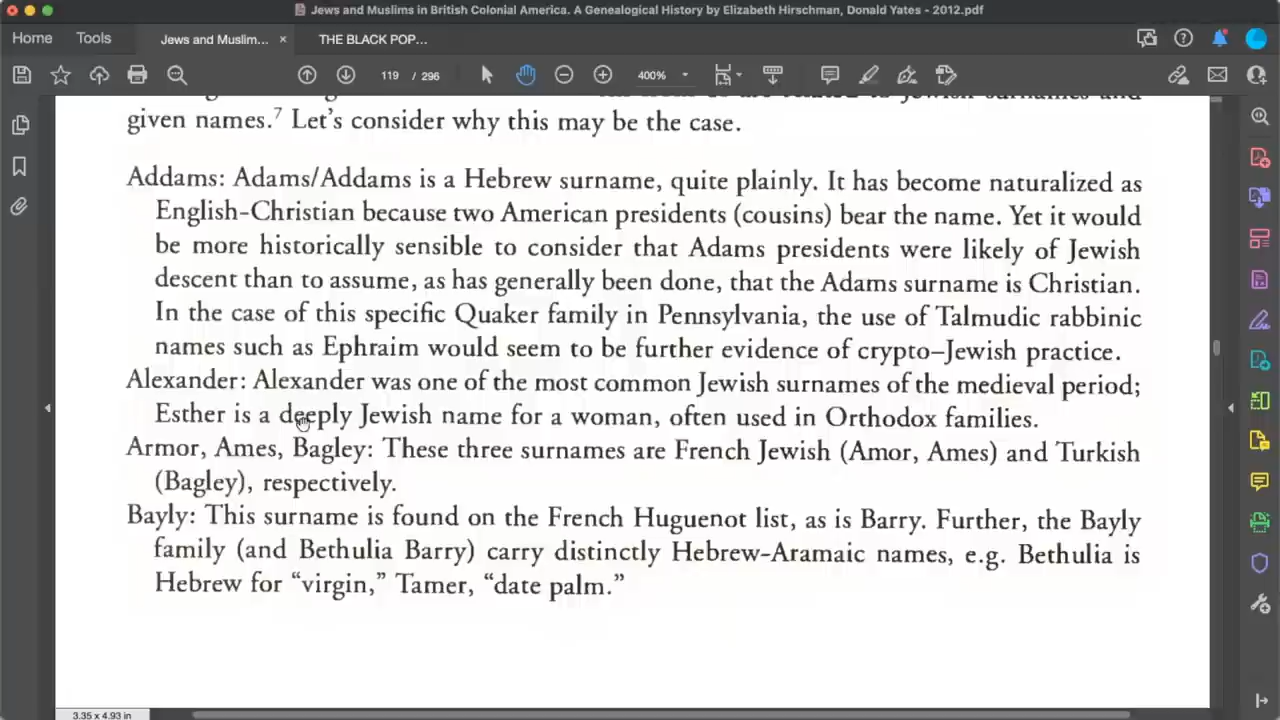 Jews and Muslims in British Colonial America. A Genealogical History by Elizabeth Hirschman, Donald Yates - 2012.pdf
Home Tools Jews and Muslim... × THE BLACK POP...
119 / 296 400%
given names.7 Let's consider why this may be the case.
Addams: Adams/Addams is a Hebrew surname, quite plainly. It has become naturalized as
English-Christian because two American presidents (cousins) bear the name. Yet it would
be more historically sensible to consider that Adams presidents were likely of Jewish
descent than to assume, as has generally been done, that the Adams surname is Christian.
In the case of this specific Quaker family in Pennsylvania, the use of Talmudic rabbinic
names such as Ephraim would seem to be further evidence of crypto–Jewish practice.
Alexander: Alexander was one of the most common Jewish surnames of the medieval period;
Esther is a deeply Jewish name for a woman, often used in Orthodox families.
Armor, Ames, Bagley: These three surnames are French Jewish (Amor, Ames) and Turkish
(Bagley), respectively.
Bayly: This surname is found on the French Huguenot list, as is Barry. Further, the Bayly
family (and Bethulia Barry) carry distinctly Hebrew-Aramaic names, e.g. Bethulia is
Hebrew for "virgin," Tamer, "date palm."
3.35 x 4.93 in